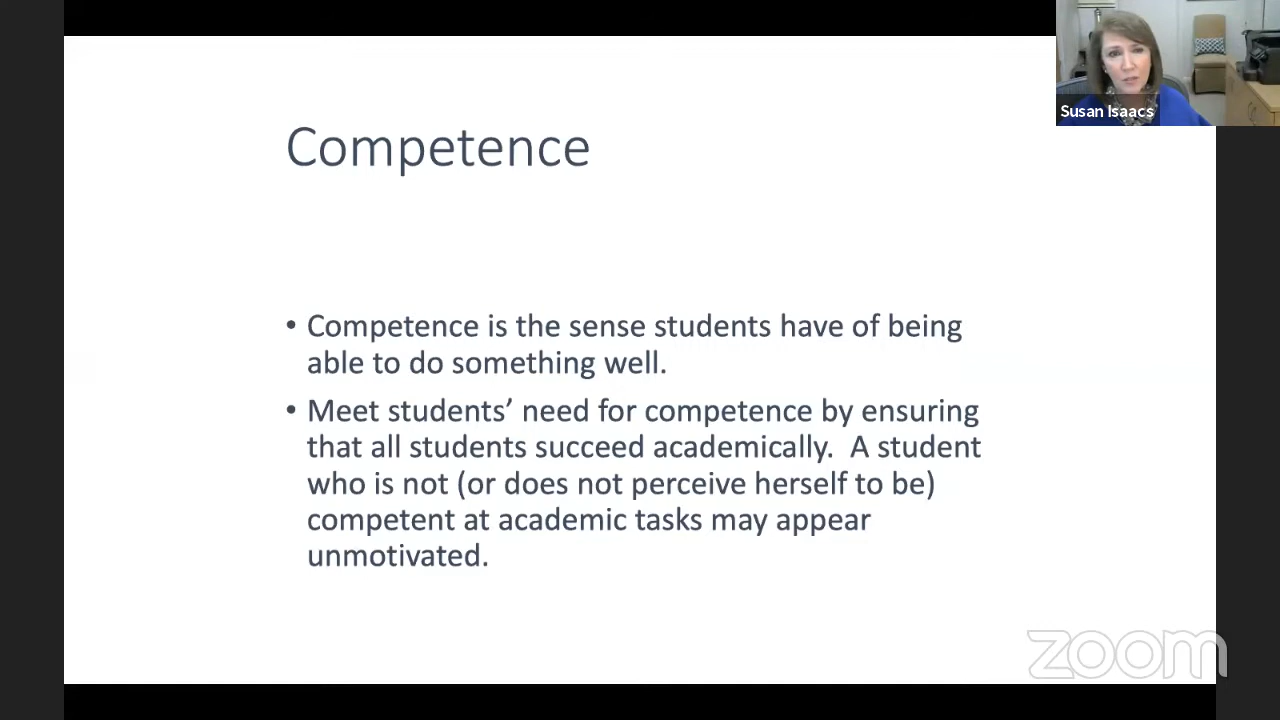 Susan Isaacs
Competence
• Competence is the sense students have of being
able to do something well.
• Meet students’ need for competence by ensuring
that all students succeed academically.  A student
who is not (or does not perceive herself to be)
competent at academic tasks may appear
unmotivated.
zoom